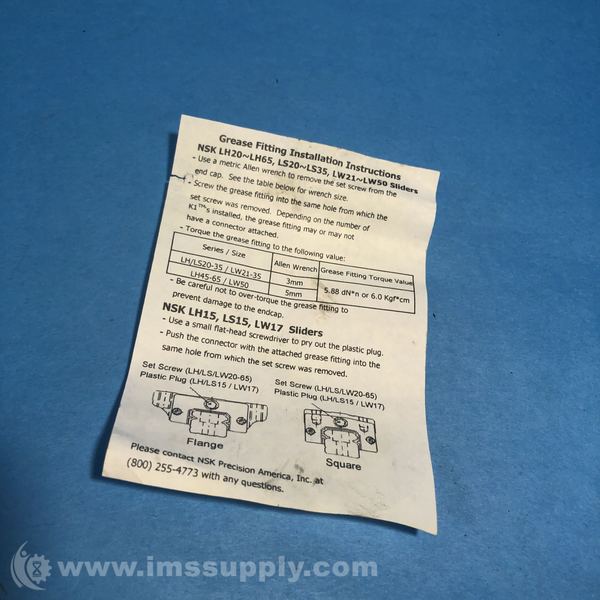 Grease Fitting Installation Instructions
NSK LH20~LH65, LS20~LS35, LW21~LW50 Sliders
- Use a metric Allen wrench to remove the set screw from the
end cap. See the table below for wrench size.
- Screw the grease fitting into the same hole from which the
set screw was removed. Depending on the number of
K1™s installed, the grease fitting may or may not
have a connector attached.
- Torque the grease fitting to the following value:
Series / Size Allen Wrench Grease Fitting Torque Value
LH/LS20-35 / LW21-35 3mm 5.88 dN*n or 6.0 Kgf*cm
LH45-65 / LW50 5mm
- Be careful not to over-torque the grease fitting to
prevent damage to the endcap.
NSK LH15, LS15, LW17 Sliders
- Use a small flat-head screwdriver to pry out the plastic plug.
- Push the connector with the attached grease fitting into the
same hole from which the set screw was removed.
Set Screw (LH/LS/LW20-65)
Plastic Plug (LH/LS15 / LW17)
Set Screw (LH/LS/LW20-65)
Plastic Plug (LH/LS15 / LW17)
Flange
Square
Please contact NSK Precision America, Inc. at
(800) 255-4773 with any questions.
www.imssupply.com